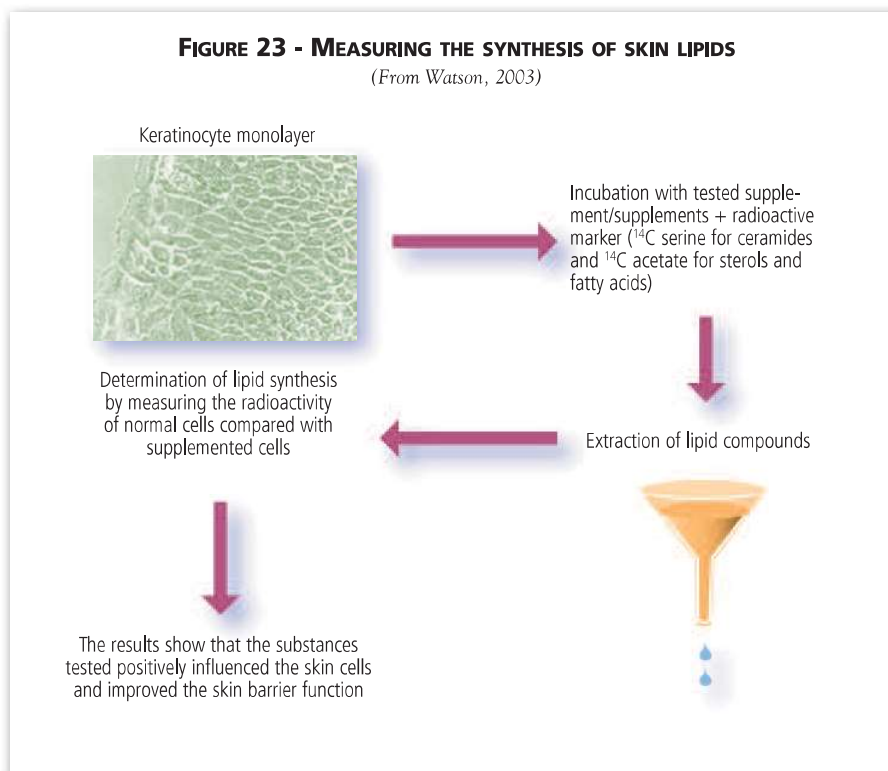 FIGURE 23 - MEASURING THE SYNTHESIS OF SKIN LIPIDS
(From Watson, 2003)
Keratinocyte monolayer
Incubation with tested supple-
ment/supplements + radioactive
marker (¹⁴C serine for ceramides
and ¹⁴C acetate for sterols and
fatty acids)
Extraction of lipid compounds
Determination of lipid synthesis
by measuring the radioactivity
of normal cells compared with
supplemented cells
The results show that the substances
tested positively influenced the skin cells
and improved the skin barrier function